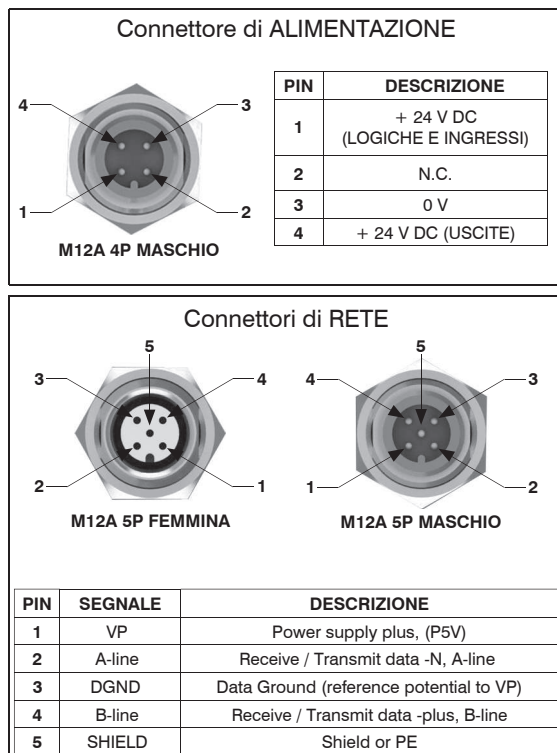 Connettore di ALIMENTAZIONE
4
3
1
2
M12A 4P MASCHIO
PIN DESCRIZIONE
1 + 24 V DC
(LOGICHE E INGRESSI)
2 N.C.
3 0 V
4 + 24 V DC (USCITE)
Connettori di RETE
5
3
4
2
1
M12A 5P FEMMINA
5
4
3
1
2
M12A 5P MASCHIO
PIN SEGNALE DESCRIZIONE
1 VP Power supply plus, (P5V)
2 A-line Receive / Transmit data -N, A-line
3 DGND Data Ground (reference potential to VP)
4 B-line Receive / Transmit data -plus, B-line
5 SHIELD Shield or PE